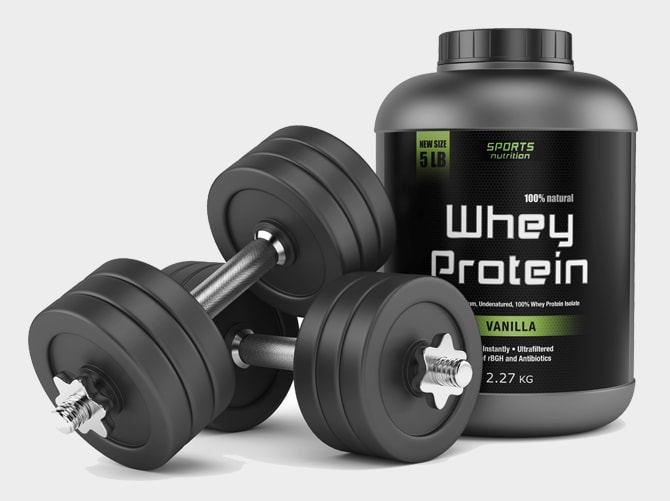 NEW SIZE
5 LB
SPORTS
nutrition
100% natural
Whey
Protein
Undenatured, 100% Whey Protein Isolate
VANILLA
Instantly • Ultrafiltered
of rBGH and Antibiotics
2.27 KG